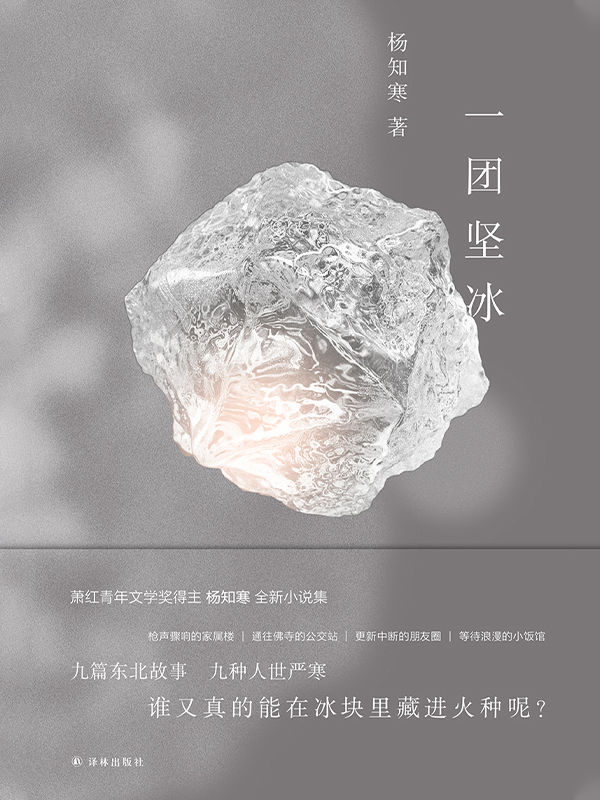 杨知寒 著
一团坚冰
萧红青年文学奖得主 杨知寒 全新小说集
枪声骤响的家属楼 | 通往佛寺的公交站 | 更新中断的朋友圈 | 等待浪漫的小饭馆
九篇东北故事 九种人世严寒
谁又真的能在冰块里藏进火种呢?
译林出版社